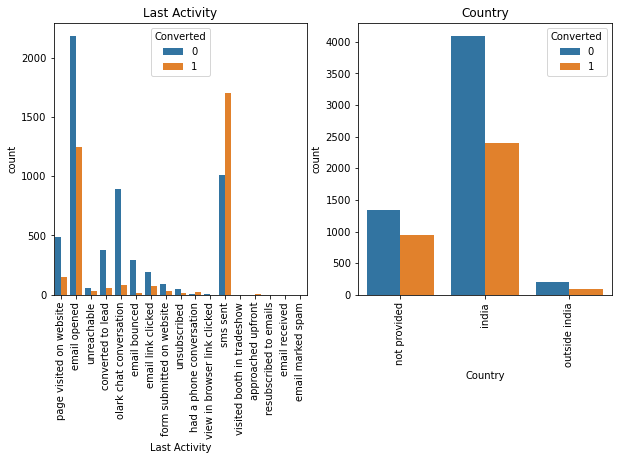 Last Activity
count
2000
1500
1000
500
0
Converted
0
1
page visited on website
email opened
unreachable
converted to lead
olark chat conversation
email bounced
email link clicked
form submitted on website
unsubscribed
had a phone conversation
view in browser link clicked
sms sent
visited booth in tradeshow
approached upfront
resubscribed to emails
email received
email marked spam
Last Activity
Country
count
4000
3500
3000
2500
2000
1500
1000
500
0
Converted
0
1
not provided
india
outside india
Country